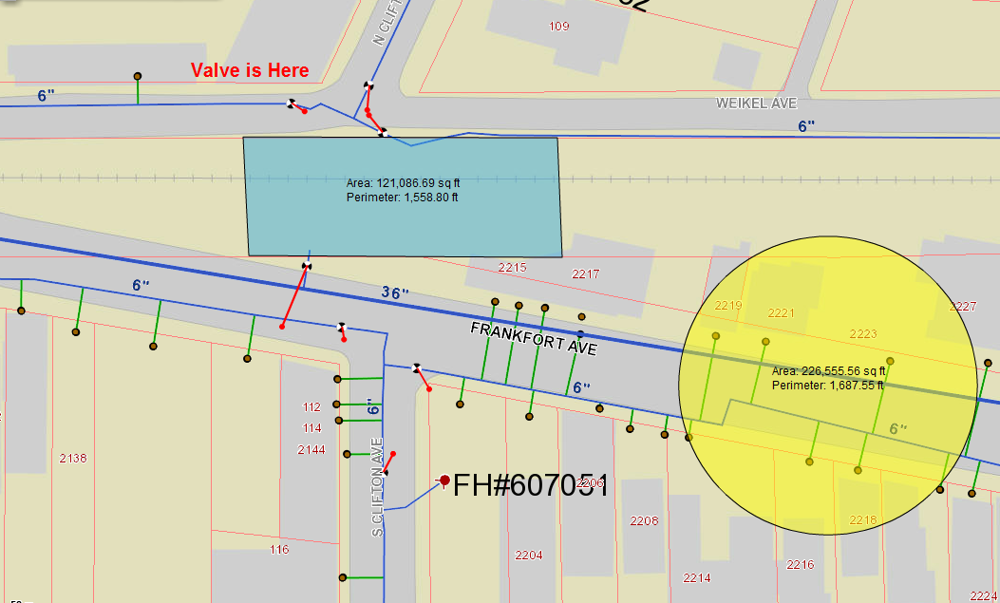 109
N CLIFT
Valve is Here
6"
WEIKEL AVE
6"
Area: 121,086.69 sq ft
Perimeter: 1,558.80 ft
2215
2217
6"
36"
2219
2221
2227
FRANKFORT AVE
2223
Area: 226,555.56 sq ft
Perimeter: 1,687.55 ft
6"
6"
112
114
6"
2144
2138
S CLIFTON AVE
FH#607051
2206
2208
2218
116
2204
2216
2214
2224